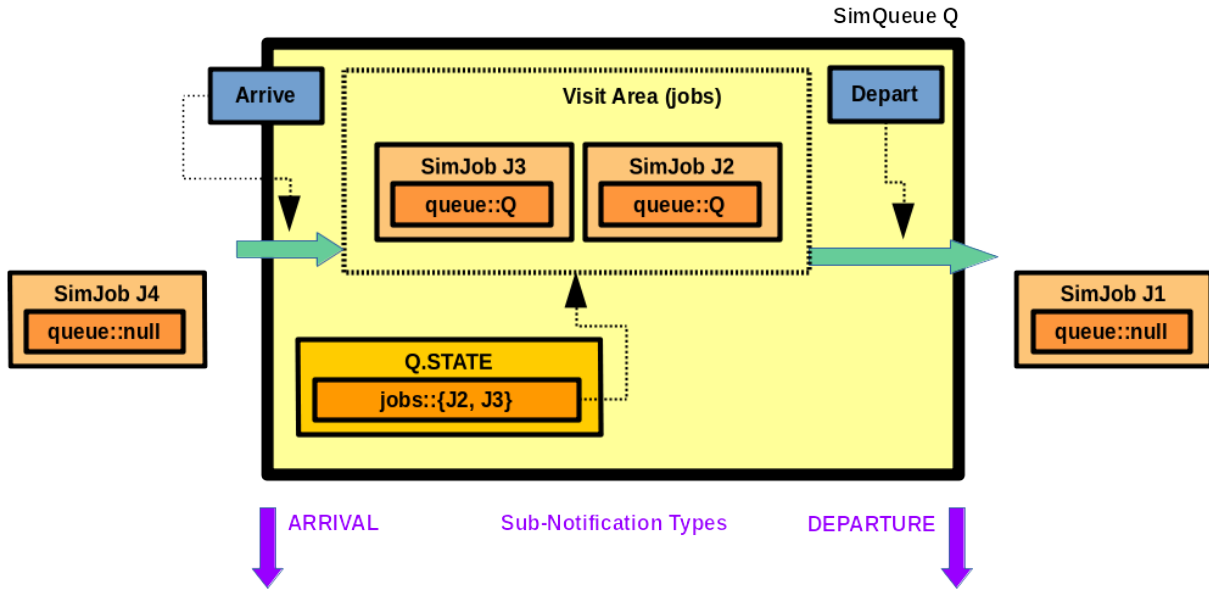 SimQueue Q
Arrive
Visit Area (jobs)
Depart
SimJob J3
queue::Q
SimJob J2
queue::Q
SimJob J4
queue::null
SimJob J1
queue::null
Q.STATE
jobs::{J2, J3}
ARRIVAL
Sub-Notification Types
DEPARTURE